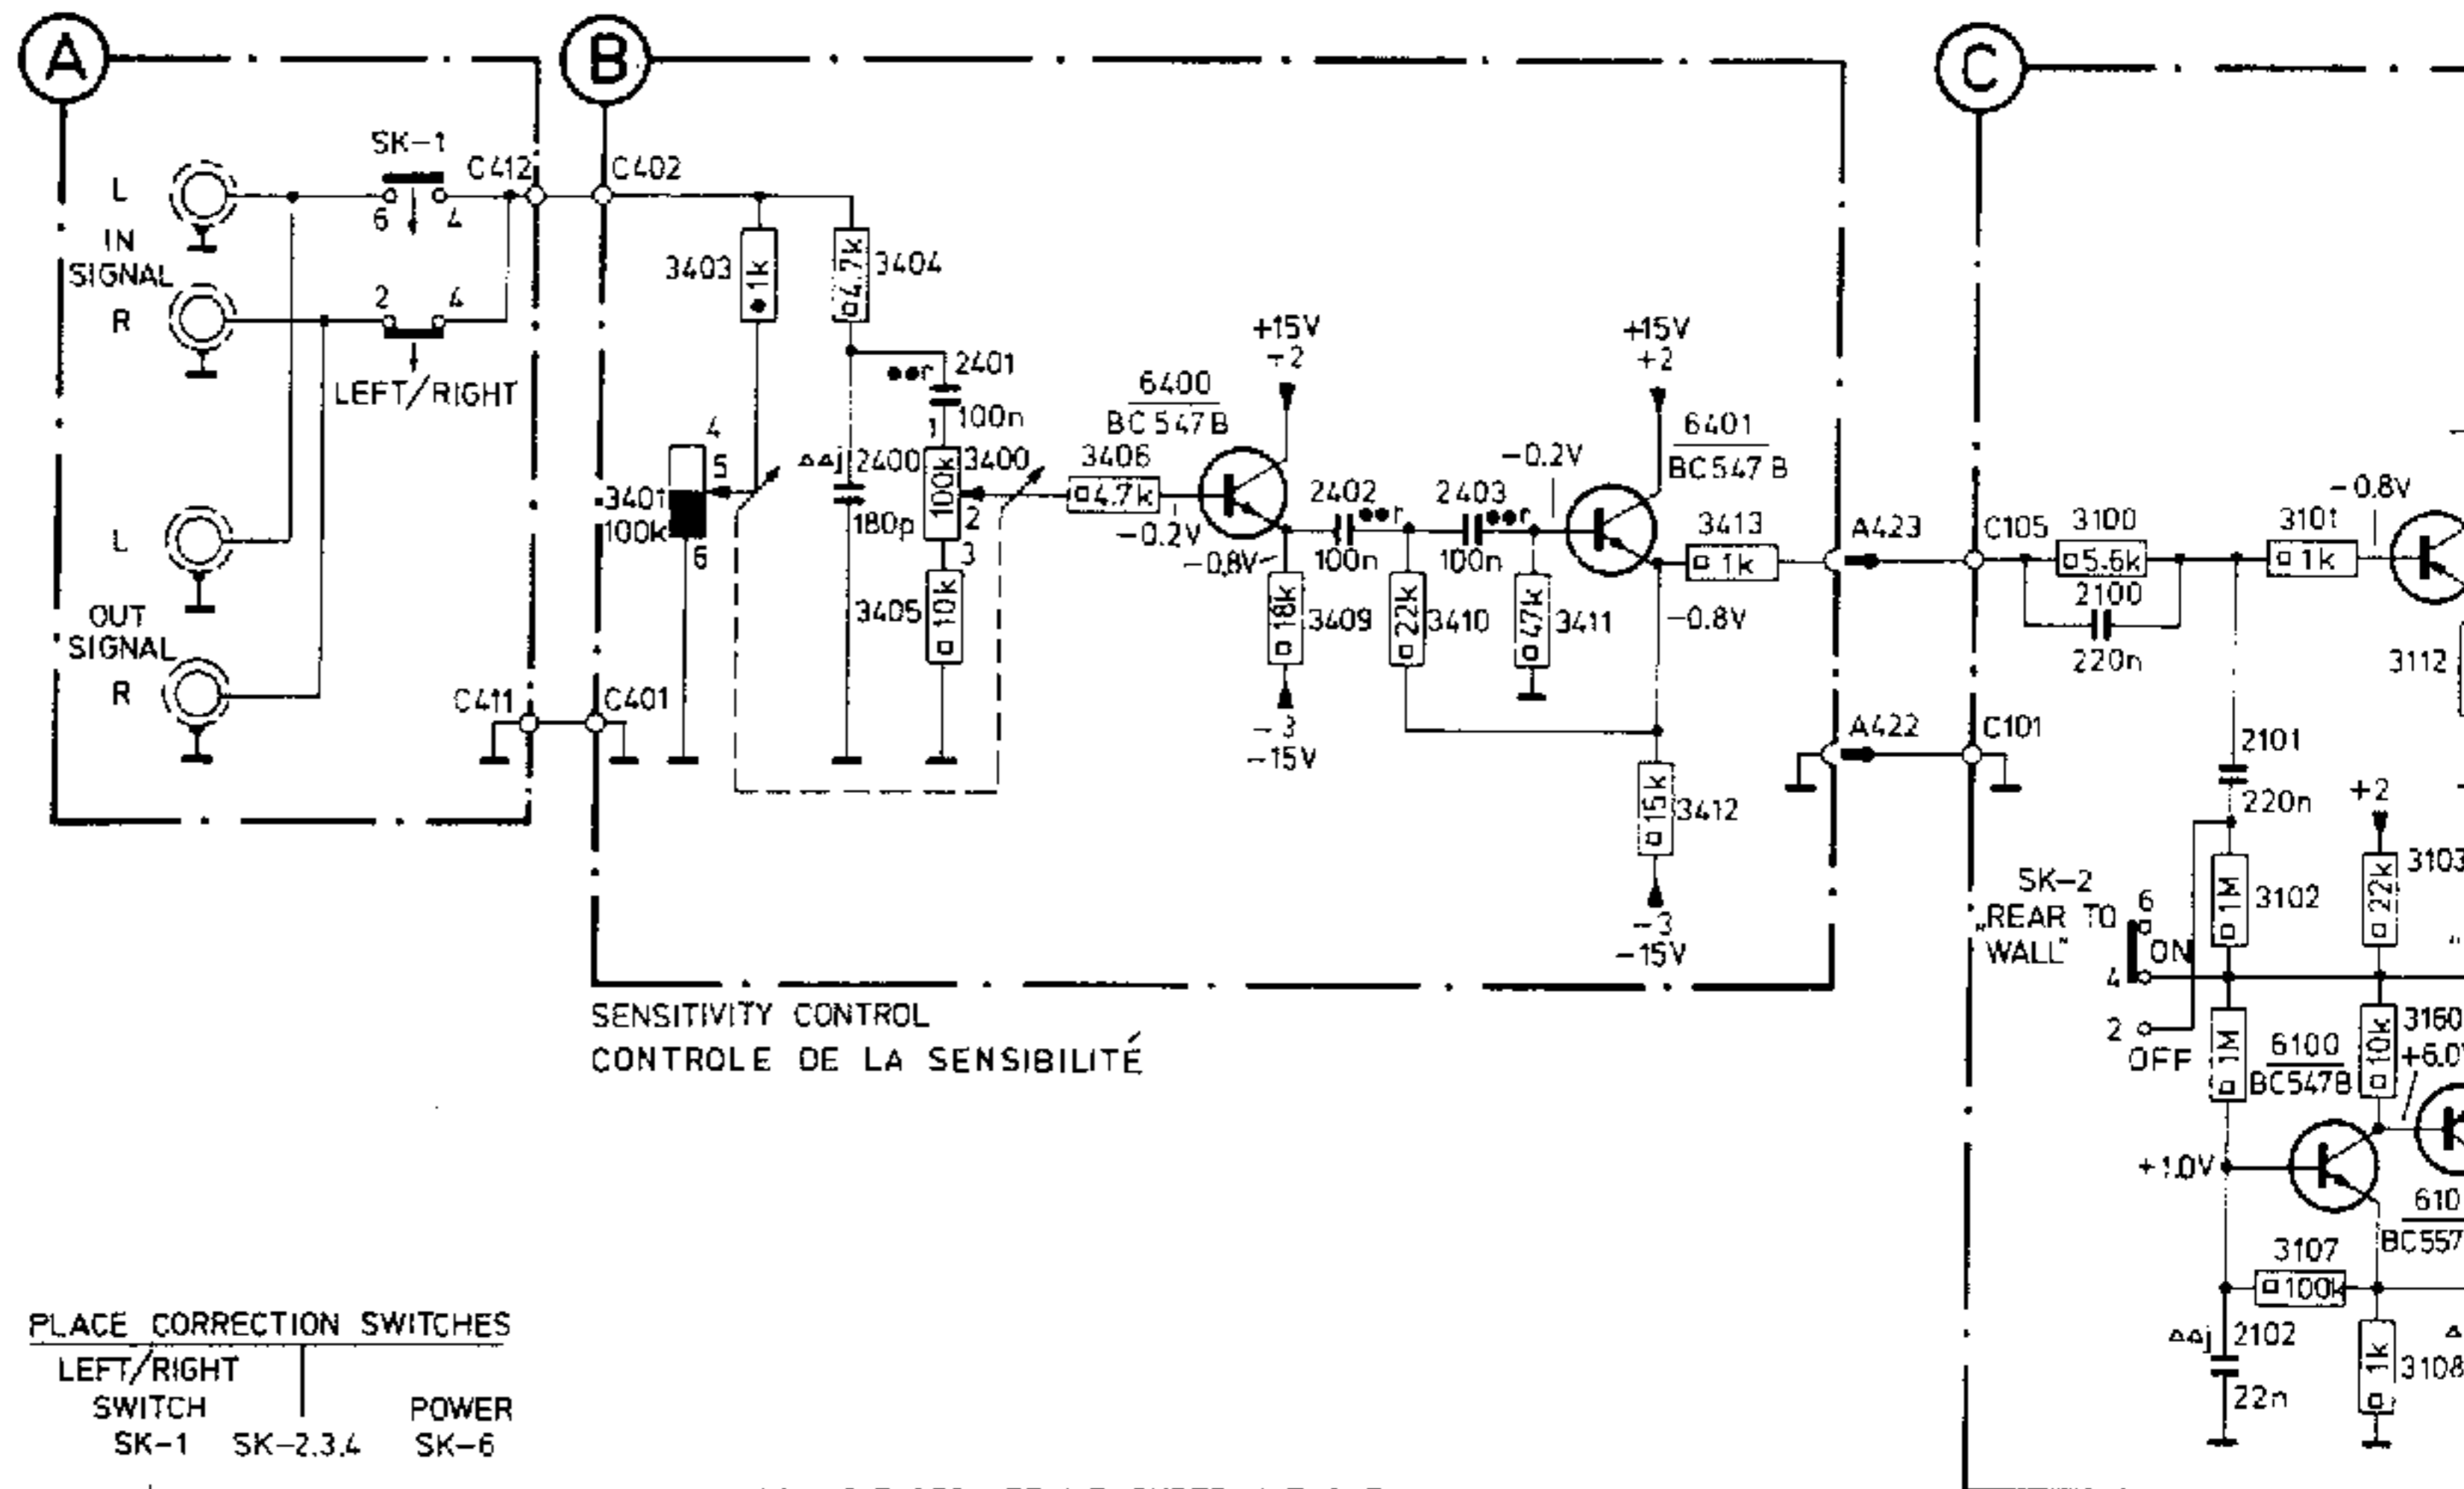 A
B
C
SK-1
C412
C402
L
6
4
IN
SIGNAL
R
2
4
LEFT/RIGHT
L
OUT
SIGNAL
R
C411
C401
3403
1k
4.7k
3404
2401
100n
1
4
5
3401
100k
6
2400
180p
3400
100k
2
3
3405
10k
3406
4.7k
6400
BC547B
+15V
+2
-0.2V
-0.8V
18k
3409
-3
-15V
2402
100n
2403
100n
22k
3410
47k
3411
-0.2V
+15V
+2
6401
BC547B
3413
1k
-0.8V
15k
3412
-3
-15V
A423
A422
C105
C101
3100
5.6k
2100
220n
3101
1k
-0.8V
3112
2101
220n
+2
1M
3102
22k
3103
SK-2
„REAR TO
WALL"
6
ON
4
2
OFF
1M
6100
BC547B
10k
3160
+1.0V
3107
100k
2102
22n
1k
3108
SENSITIVITY CONTROL
CONTROLE DE LA SENSIBILITÉ
PLACE CORRECTION SWITCHES
LEFT/RIGHT
SWITCH
SK-1
SK-2.3.4
POWER
SK-6